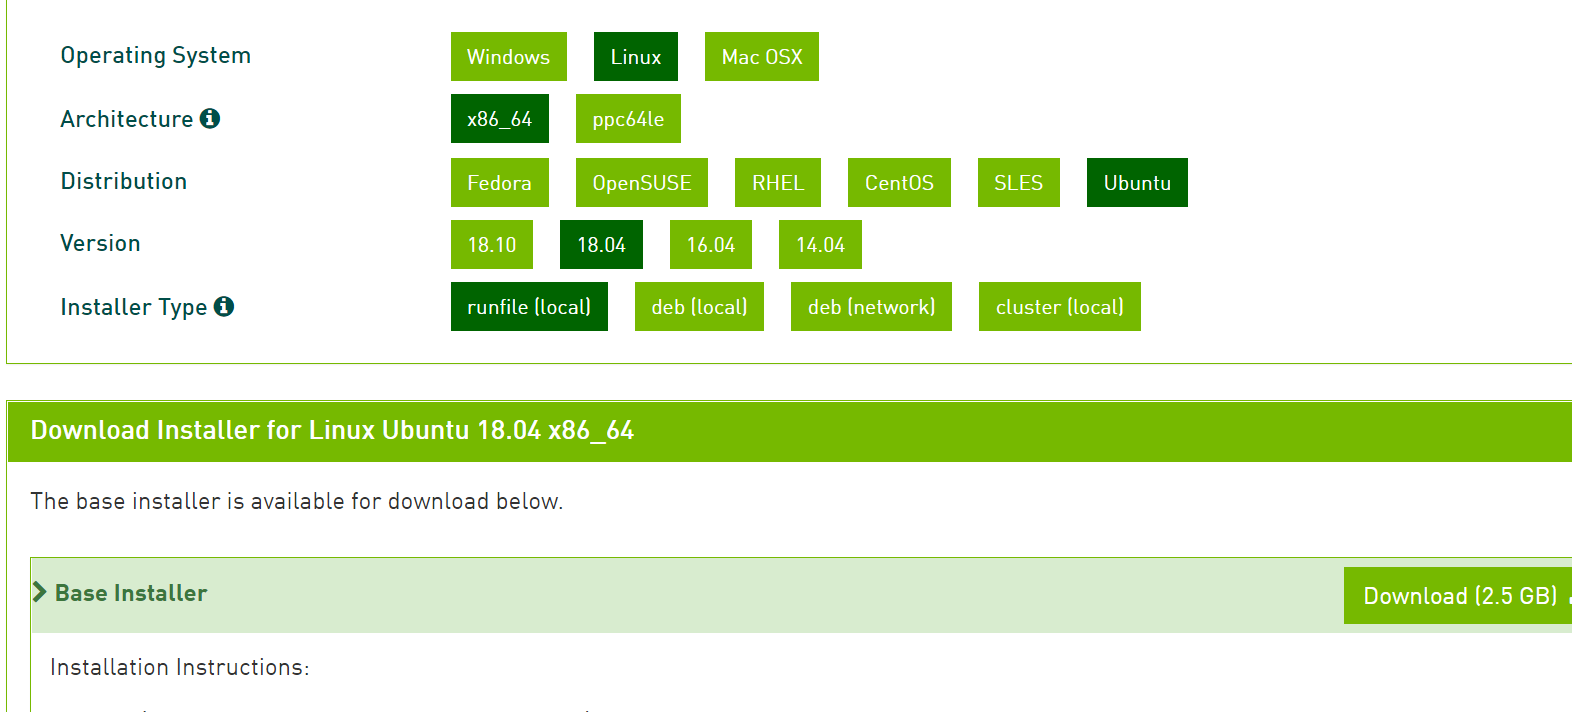 Operating System Windows Linux Mac OSX
Architecture x86_64 ppc64le
Distribution Fedora OpenSUSE RHEL CentOS SLES Ubuntu
Version 18.10 18.04 16.04 14.04
Installer Type runfile (local) deb (local) deb (network) cluster (local)
Download Installer for Linux Ubuntu 18.04 x86_64
The base installer is available for download below.
Base Installer Download (2.5 GB)
Installation Instructions: